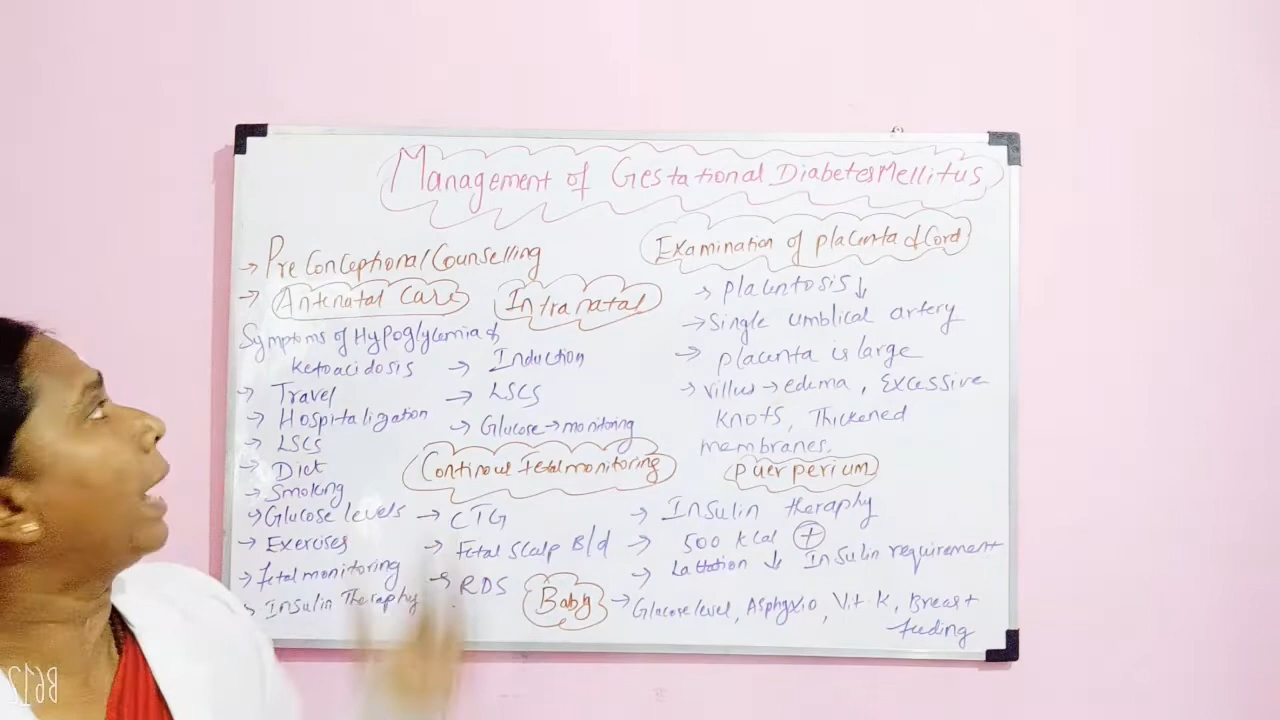 Management of Gestational Diabetes Mellitus
→ Pre Conceptional Counselling
→ Antenatal Care
Symptoms of Hypoglycemia &
ketoacidosis
→ Travel
→ Hospitalization
→ LSCS
→ Diet
→ Smoking
→ Glucose levels
→ Exercises
→ Fetal monitoring
→ Insulin Theraphy
Intranatal
→ Induction
→ LSCS
→ Glucose → monitoring
Continous Fetal monitoring
→ CTG
→ Fetal Scalp B/d
→ RDS
Examination of placenta & Cord
→ placentosis ↓
→ Single umblical artery
→ placenta is large
→ villus → edema, Excessive
knots, Thickened
membranes.
puerperium
→ Insulin theraphy
→ 500 kcal +
→ Lactation ↓ Insulin requirement
Baby → Glucose level, Asphyxio, Vit K, Breast
feeding
B612